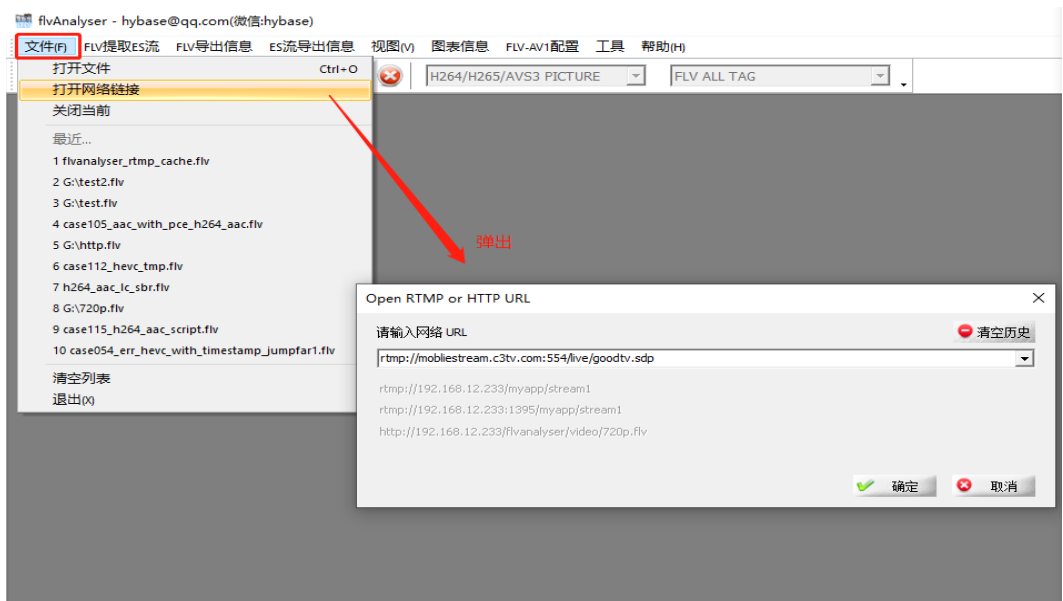 flvAnalyser - hybase@qq.com(微信:hybase)
文件(F) FLV提取ES流 FLV导出信息 ES流导出信息 视图(V) 图表信息 FLV-AV1配置 工具 帮助(H)
打开文件 Ctrl+O
H264/H265/AVS3 PICTURE FLV ALL TAG
打开网络链接
关闭当前
最近...
1 flvanalyser_rtmp_cache.flv
2 G:\test2.flv
3 G:\test.flv
4 case105_aac_with_pce_h264_aac.flv
5 G:\http.flv
6 case112_hevc_tmp.flv
7 h264_aac_lc_sbr.flv
8 G:\720p.flv
9 case115_h264_aac_script.flv
10 case054_err_hevc_with_timestamp_jumpfar1.flv
清空列表
退出(X)
弹出
Open RTMP or HTTP URL
请输入网络 URL 清空历史
rtmp://mobliestream.c3tv.com:554/live/goodtv.sdp
rtmp://192.168.12.233/myapp/stream1
rtmp://192.168.12.233:1395/myapp/stream1
http://192.168.12.233/flvanalyser/video/720p.flv
确定 取消